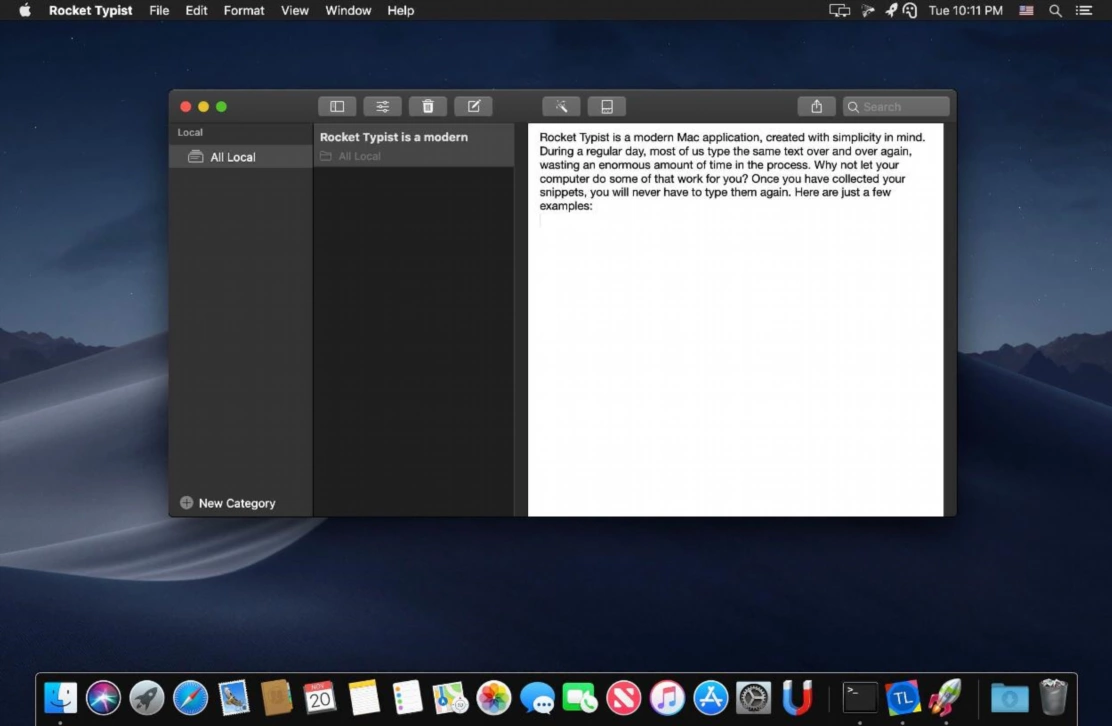 Rocket Typist File Edit Format View Window Help Tue 10:11 PM
Search
Local
All Local
Rocket Typist is a modern
All Local
Rocket Typist is a modern Mac application, created with simplicity in mind.
During a regular day, most of us type the same text over and over again,
wasting an enormous amount of time in the process. Why not let your
computer do some of that work for you? Once you have collected your
snippets, you will never have to type them again. Here are just a few
examples:
New Category
NOV
20
>_
TL